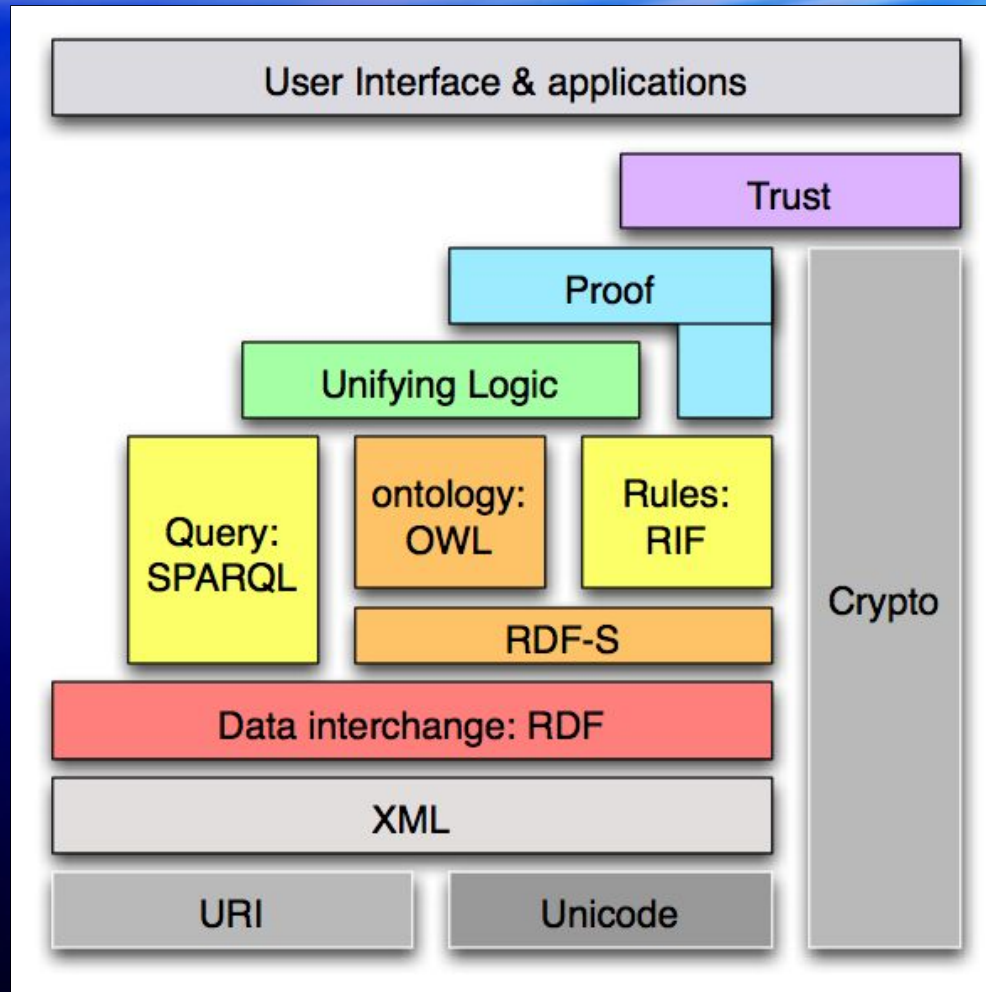 User Interface & applications
Trust
Proof
Unifying Logic
Query:
SPARQL
ontology:
OWL
Rules:
RIF
Crypto
RDF-S
Data interchange: RDF
XML
URI
Unicode